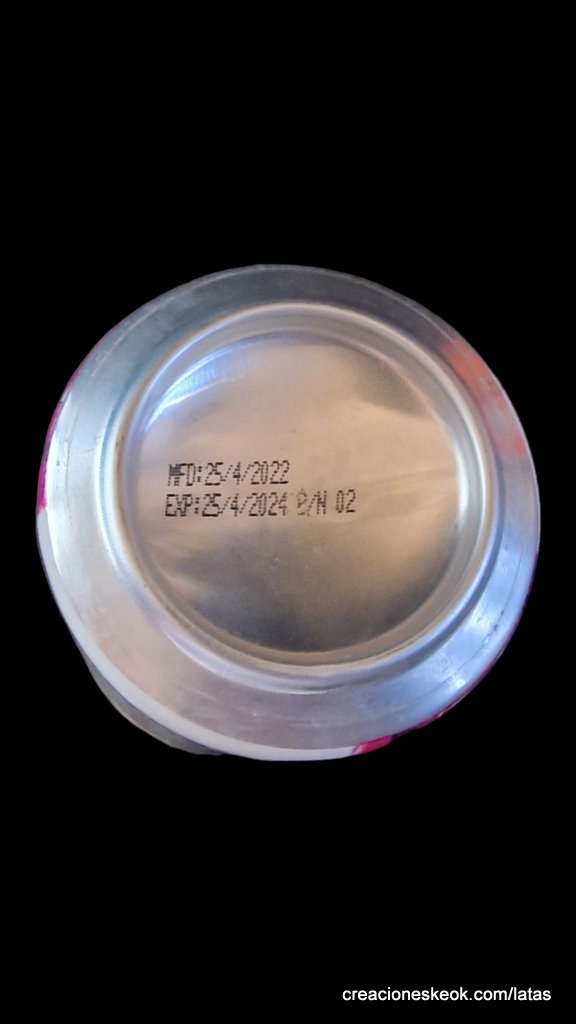 MFD:25/4/2022
EXP:25/4/2024 B/N 02
creacioneskeok.com/latas